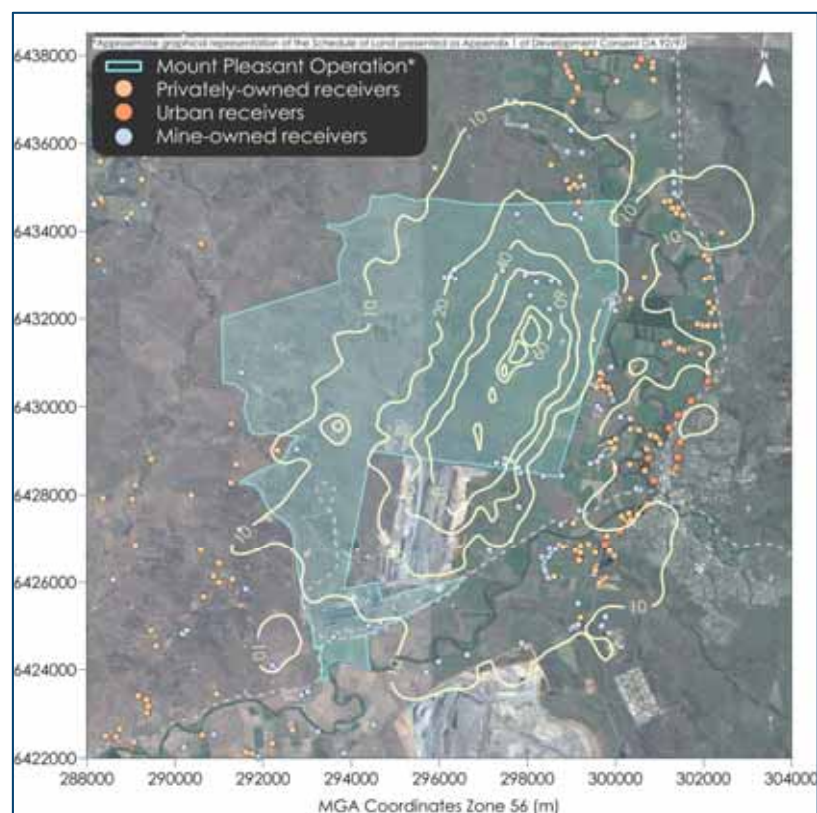 *Approximate graphical representation of the Schedule of Land presented as Appendix 1 of Development Consent DA 92/97
Mount Pleasant Operation*
Privately-owned receivers
Urban receivers
Mine-owned receivers
N
6438000
6436000
6434000
6432000
6430000
6428000
6426000
6424000
6422000
288000 290000 292000 294000 296000 298000 300000 302000 304000
MGA Coordinates Zone 56 (m)
10
10
10
10
20
40
60
60
10
10
10
10